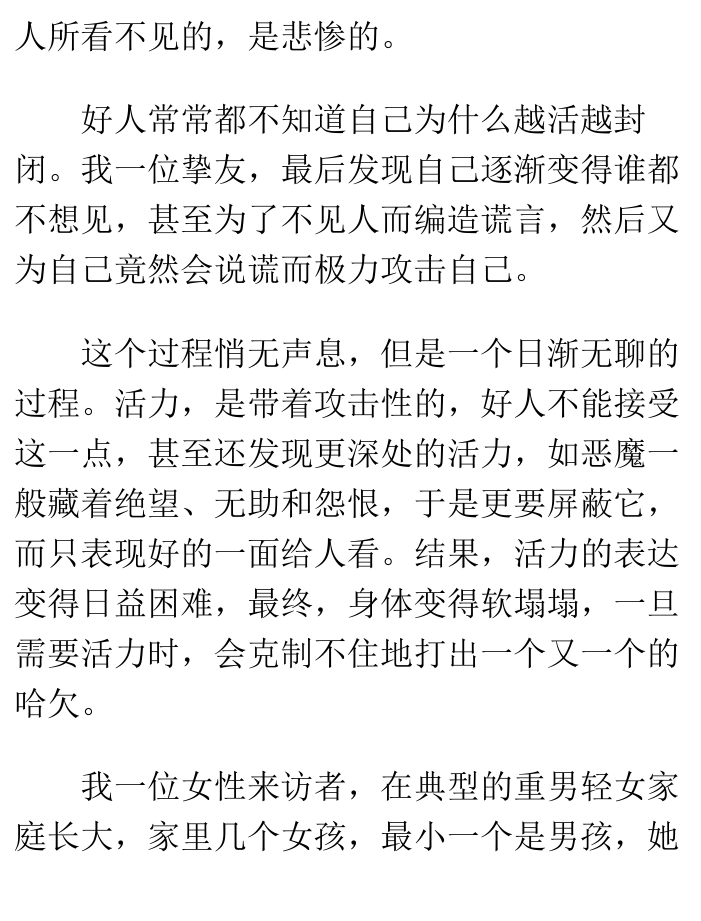 人所看不见的，是悲惨的。
好人常常都不知道自己为什么越活越封
闭。我一位挚友，最后发现自己逐渐变得谁都
不想见，甚至为了不见人而编造谎言，然后又
为自己竟然会说谎而极力攻击自己。
这个过程悄无声息，但是一个日渐无聊的
过程。活力，是带着攻击性的，好人不能接受
这一点，甚至还发现更深处的活力，如恶魔一
般藏着绝望、无助和怨恨，于是更要屏蔽它，
而只表现好的一面给人看。结果，活力的表达
变得日益困难，最终，身体变得软塌塌，一旦
需要活力时，会克制不住地打出一个又一个的
哈欠。
我一位女性来访者，在典型的重男轻女家
庭长大，家里几个女孩，最小一个是男孩，她